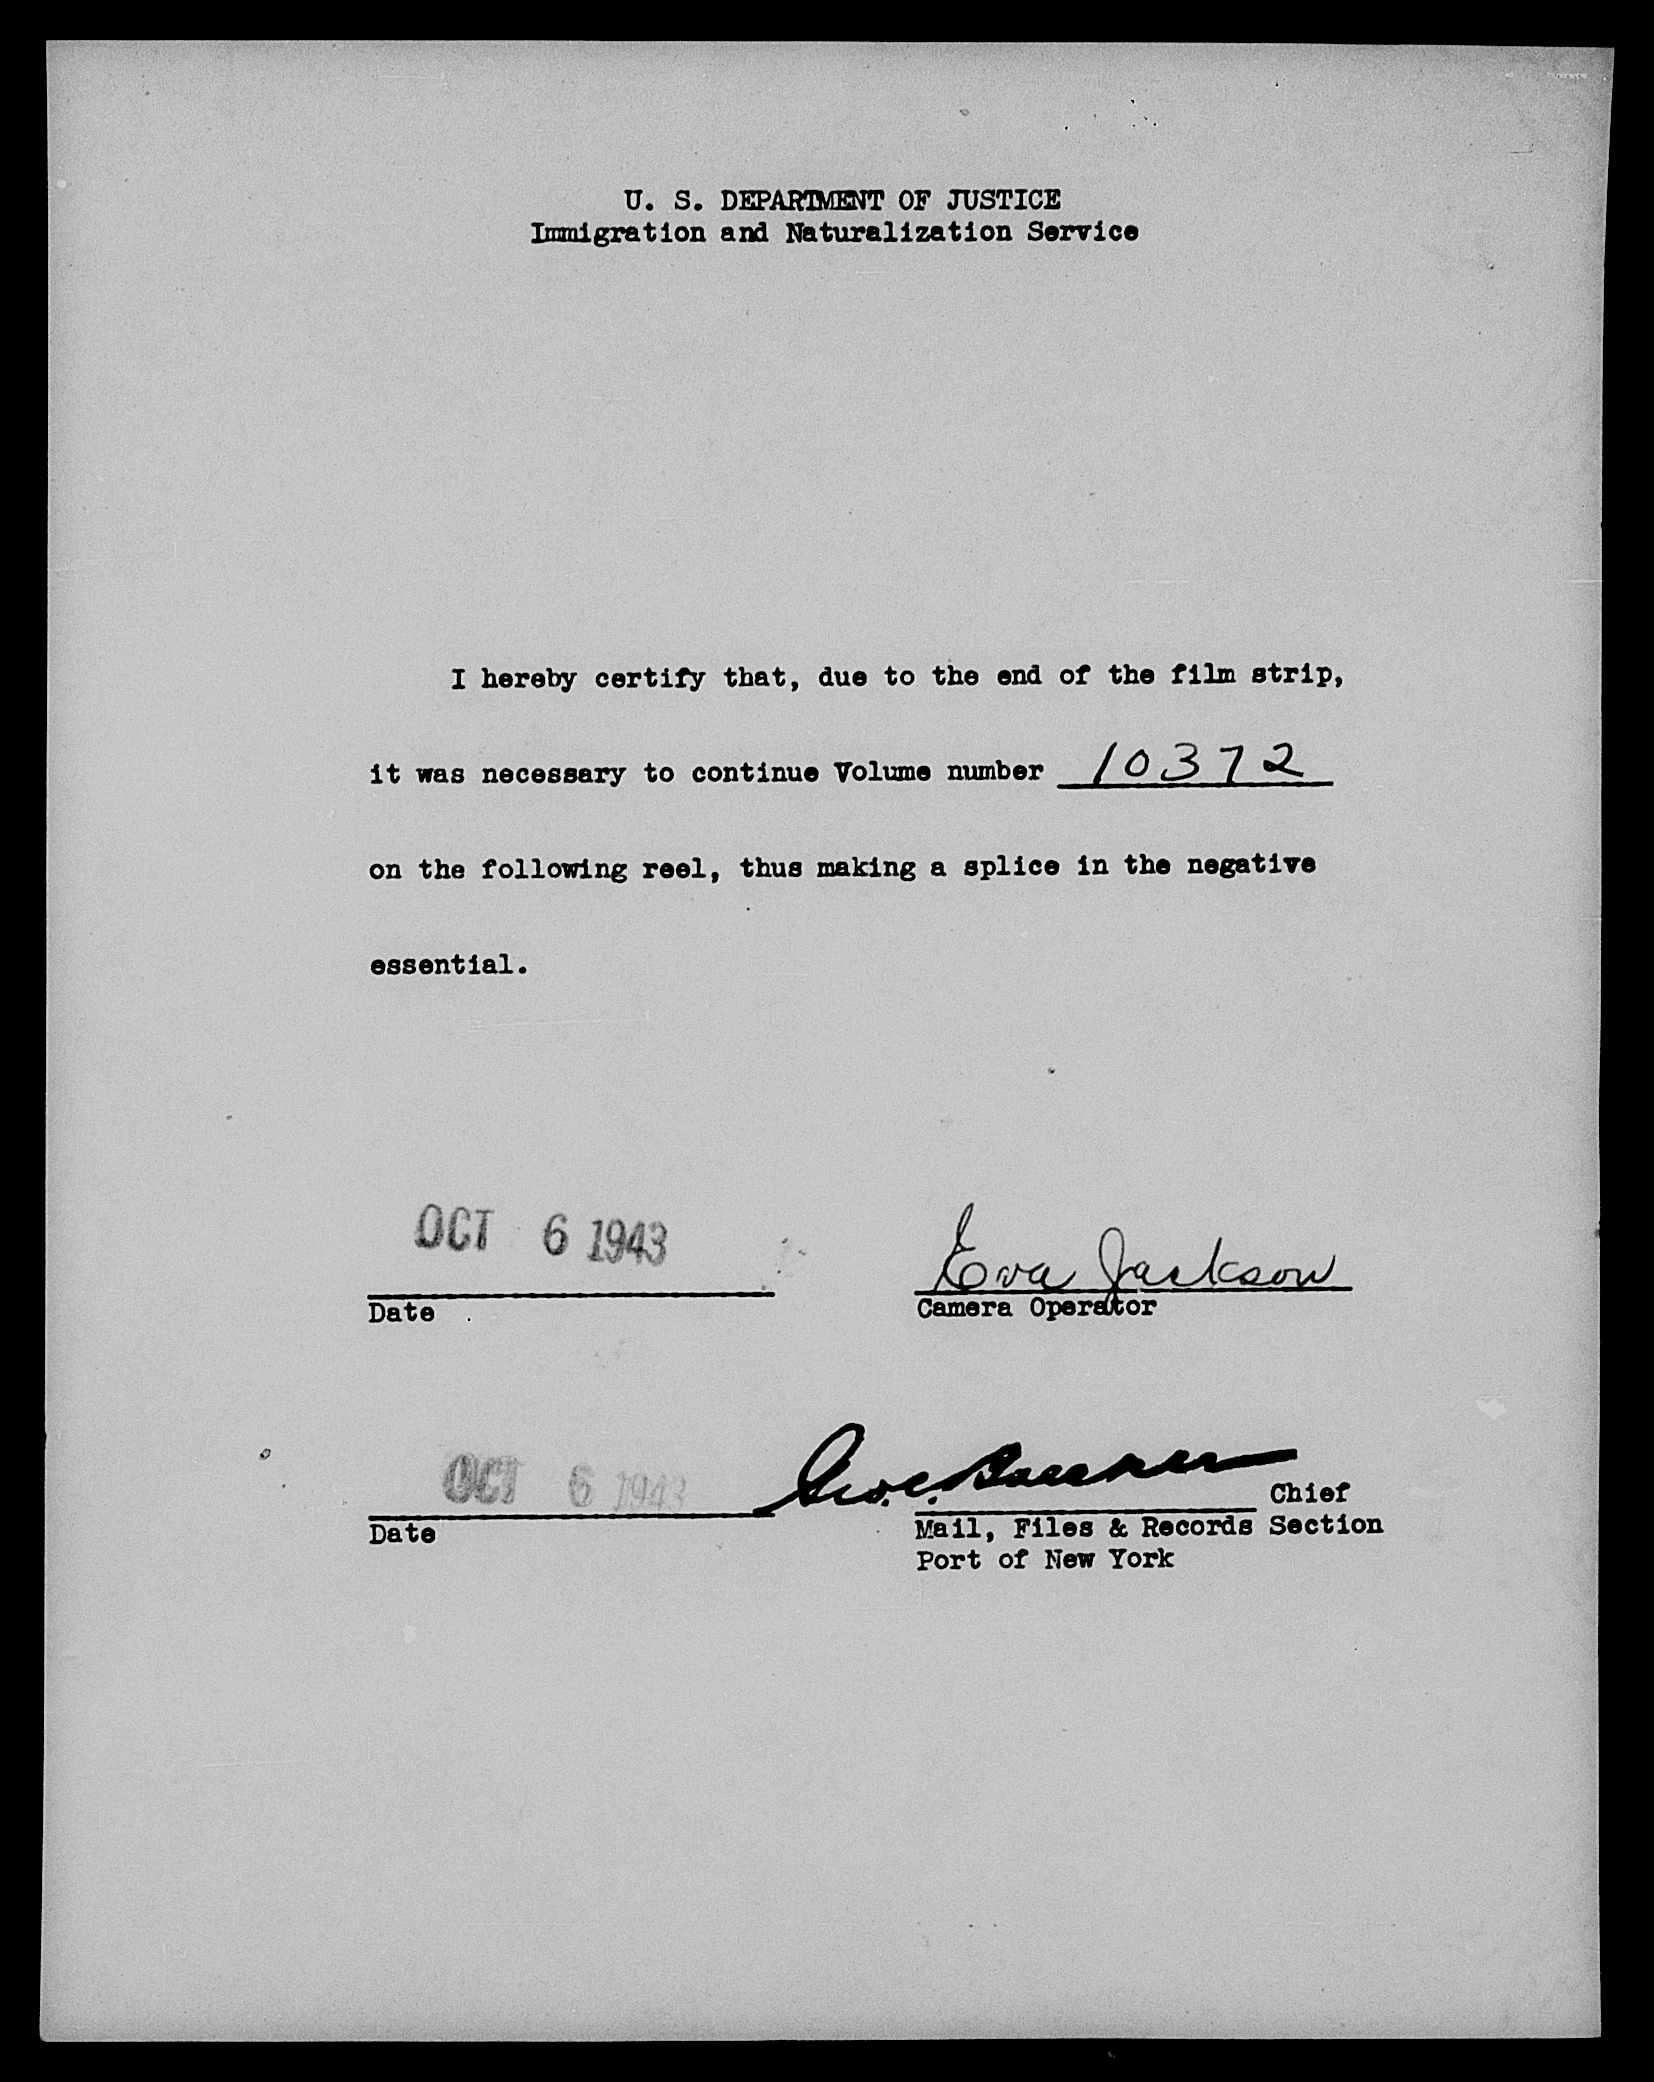 U. S. DEPARTMENT OF JUSTICE
Immigration and Naturalization Service
I hereby certify that, due to the end of the film strip,
it was necessary to continue Volume number 10372
on the following reel, thus making a splice in the negative
essential.
OCT 6 1943 Eva Jackson
Date Camera Operator
OCT 6 1943 Geo. C. Chief
Date Mail, Files & Records Section
Port of New York